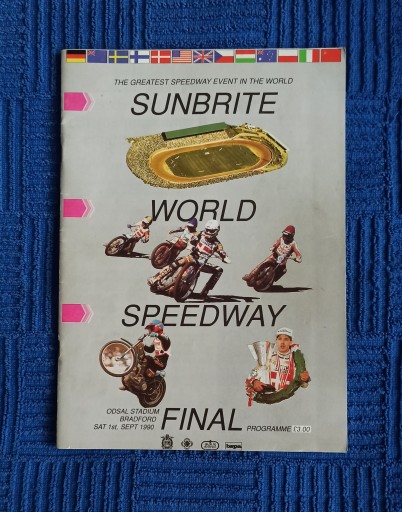 THE GREATEST SPEEDWAY EVENT IN THE WORLD
SUNBRITE
WORLD
SPEEDWAY
ODSAL STADIUM
BRADFORD
SAT 1st. SEPT 1990
FINAL
PROGRAMME £3.00